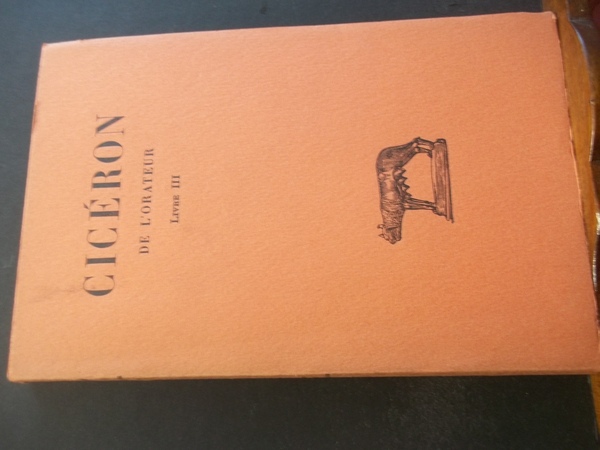 CICÉRON
DE L'ORATEUR
Livre III